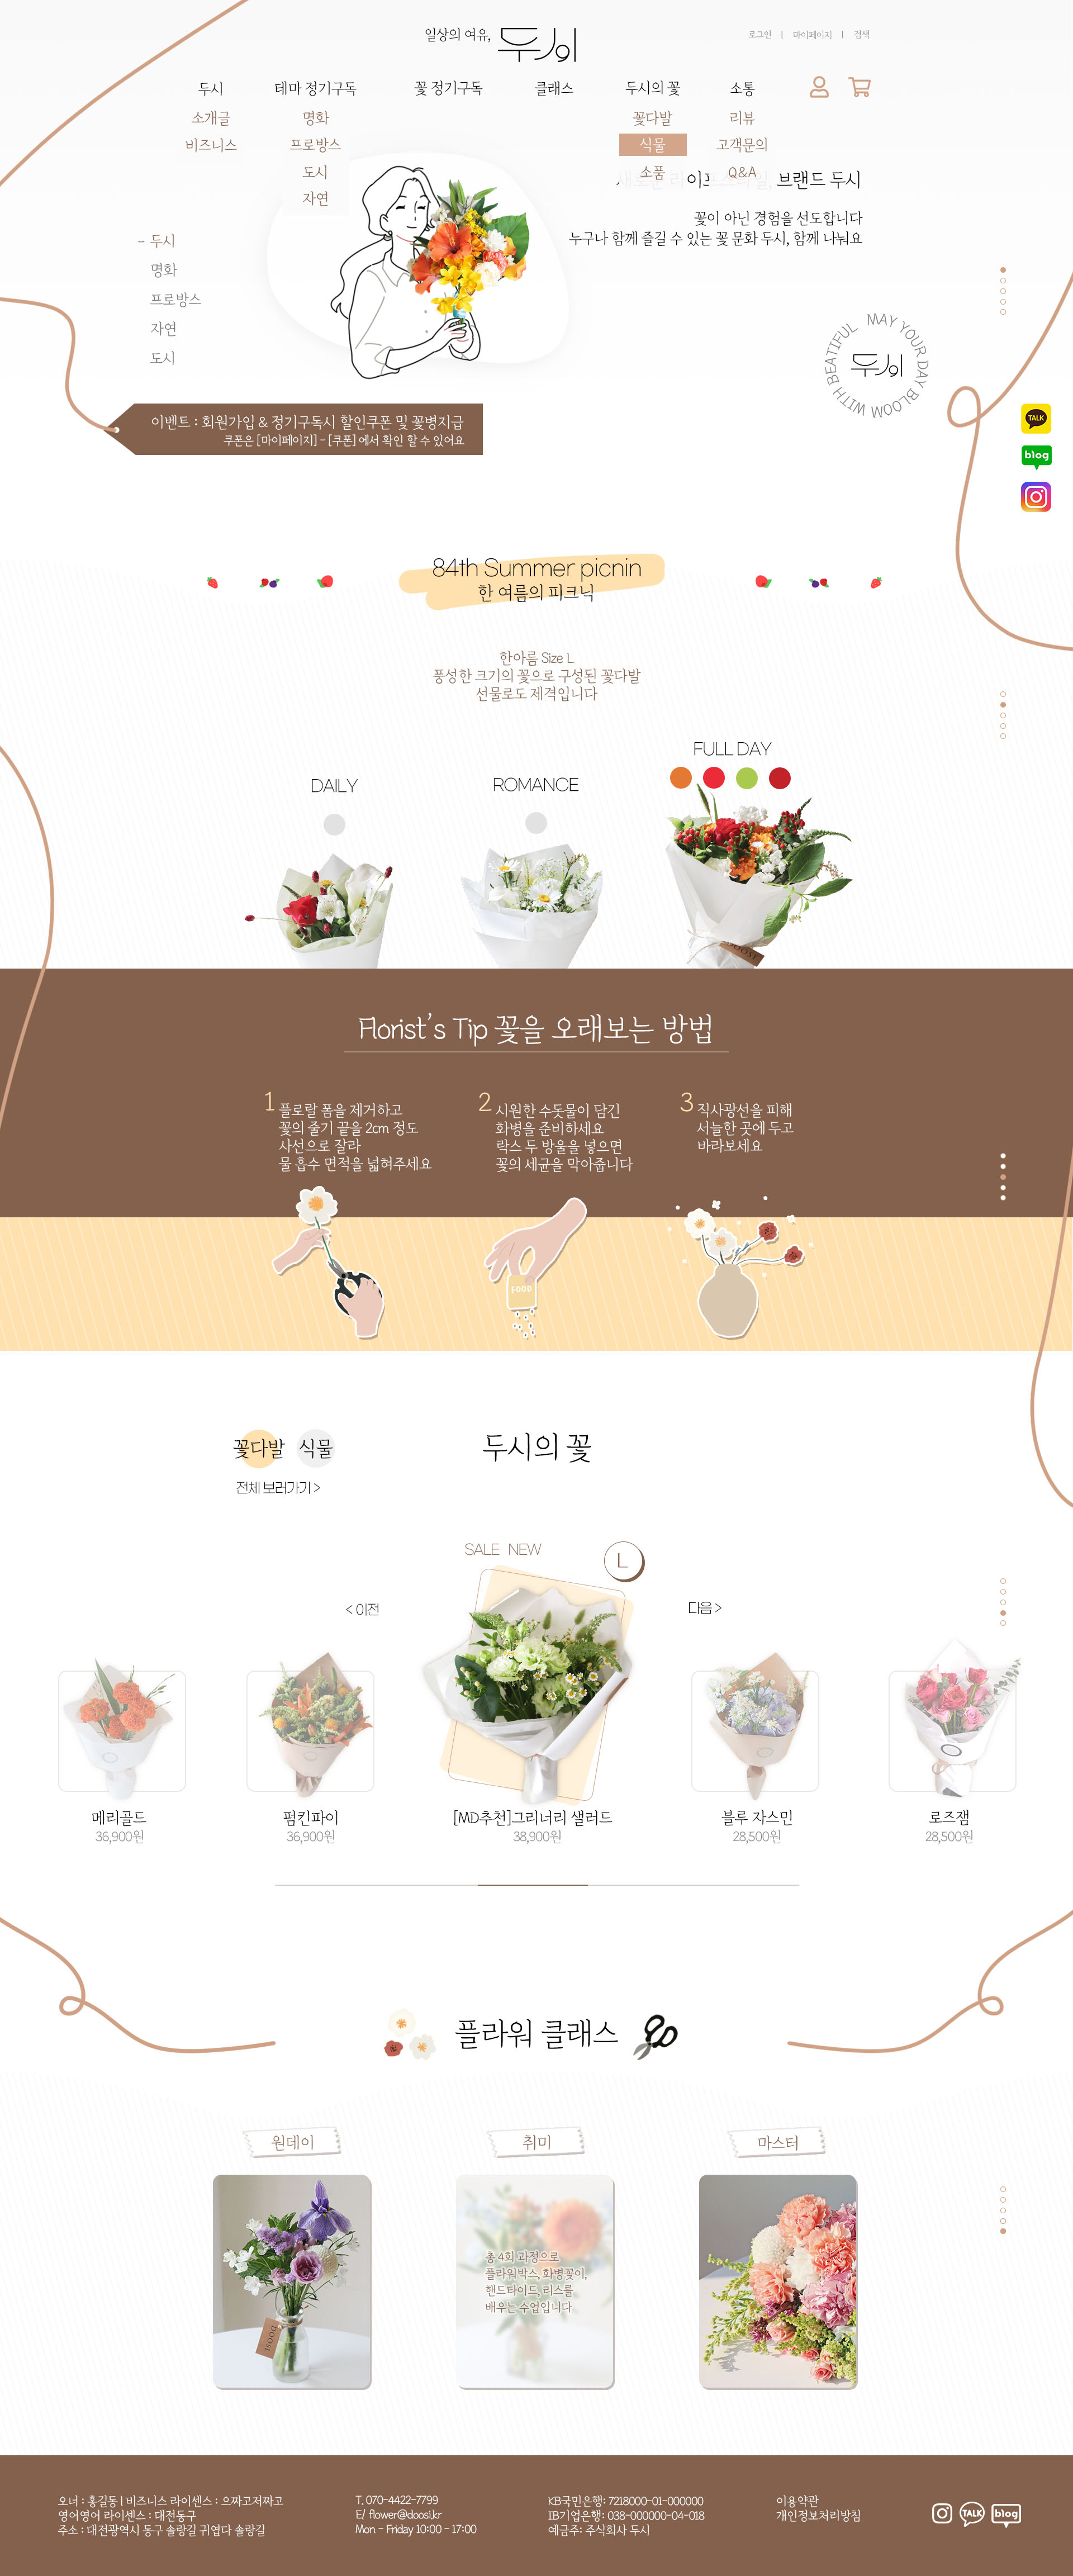 일상의 여유, 두시
로그인 | 마이페이지 | 검색
두시 테마 정기구독 꽃 정기구독 클래스 두시의 꽃 소통
소개글 명화 꽃다발 리뷰
비즈니스 프로방스 식물 고객문의
도시 소품 Q&A
자연
브랜드 두시
꽃이 아닌 경험을 선도합니다
누구나 함께 즐길 수 있는 꽃 문화 두시, 함께 나눠요
- 두시
명화
프로방스
자연
도시
MAY YOUR DAY BLOOM WITH BEAUTIFUL
두시
TALK
blog
이벤트 : 회원가입 & 정기구독시 할인쿠폰 및 꽃병지급
쿠폰은 [마이페이지] - [쿠폰] 에서 확인 할 수 있어요
84th Summer picnin
한 여름의 피크닉
한아름 Size L
풍성한 크기의 꽃으로 구성된 꽃다발
선물로도 제격입니다
DAILY
ROMANCE
FULL DAY
DOOSI
Florist's Tip 꽃을 오래보는 방법
1 플로랄 폼을 제거하고
꽃의 줄기 끝을 2cm 정도
사선으로 잘라
물 흡수 면적을 넓혀주세요
2 시원한 수돗물이 담긴
화병을 준비하세요
락스 두 방울을 넣으면
꽃의 세균을 막아줍니다
3 직사광선을 피해
서늘한 곳에 두고
바라보세요
FOOD
꽃다발 식물
두시의 꽃
전체 보러가기 >
SALE NEW
L
< 이전
다음 >
메리골드
36,900원
펌킨파이
36,900원
[MD추천]그리너리 샐러드
38,900원
블루 자스민
28,500원
로즈잼
28,500원
플라워 클래스
원데이
취미
마스터
DOOSI
총 4회 과정으로
플라워박스, 화병꽂이,
핸드타이드, 리스를
배우는 수업입니다
오너 : 홍길동 | 비즈니스 라이센스 : 으짜고저짜고
영어영어 라이센스 : 대전동구
주소 : 대전광역시 동구 솔랑길 귀엽다 솔랑길
T. 070-4422-7799
E/ flower@doosi.kr
Mon - Friday 10:00 - 17:00
KB국민은행: 7218000-01-000000
IB기업은행: 038-000000-04-018
예금주: 주식회사 두시
이용약관
개인정보처리방침
TALK
blog